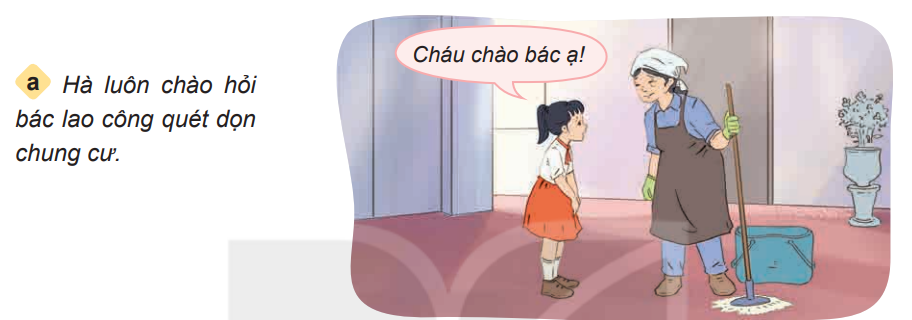 a Hà luôn chào hỏi
bác lao công quét dọn
chung cư.
Cháu chào bác ạ!